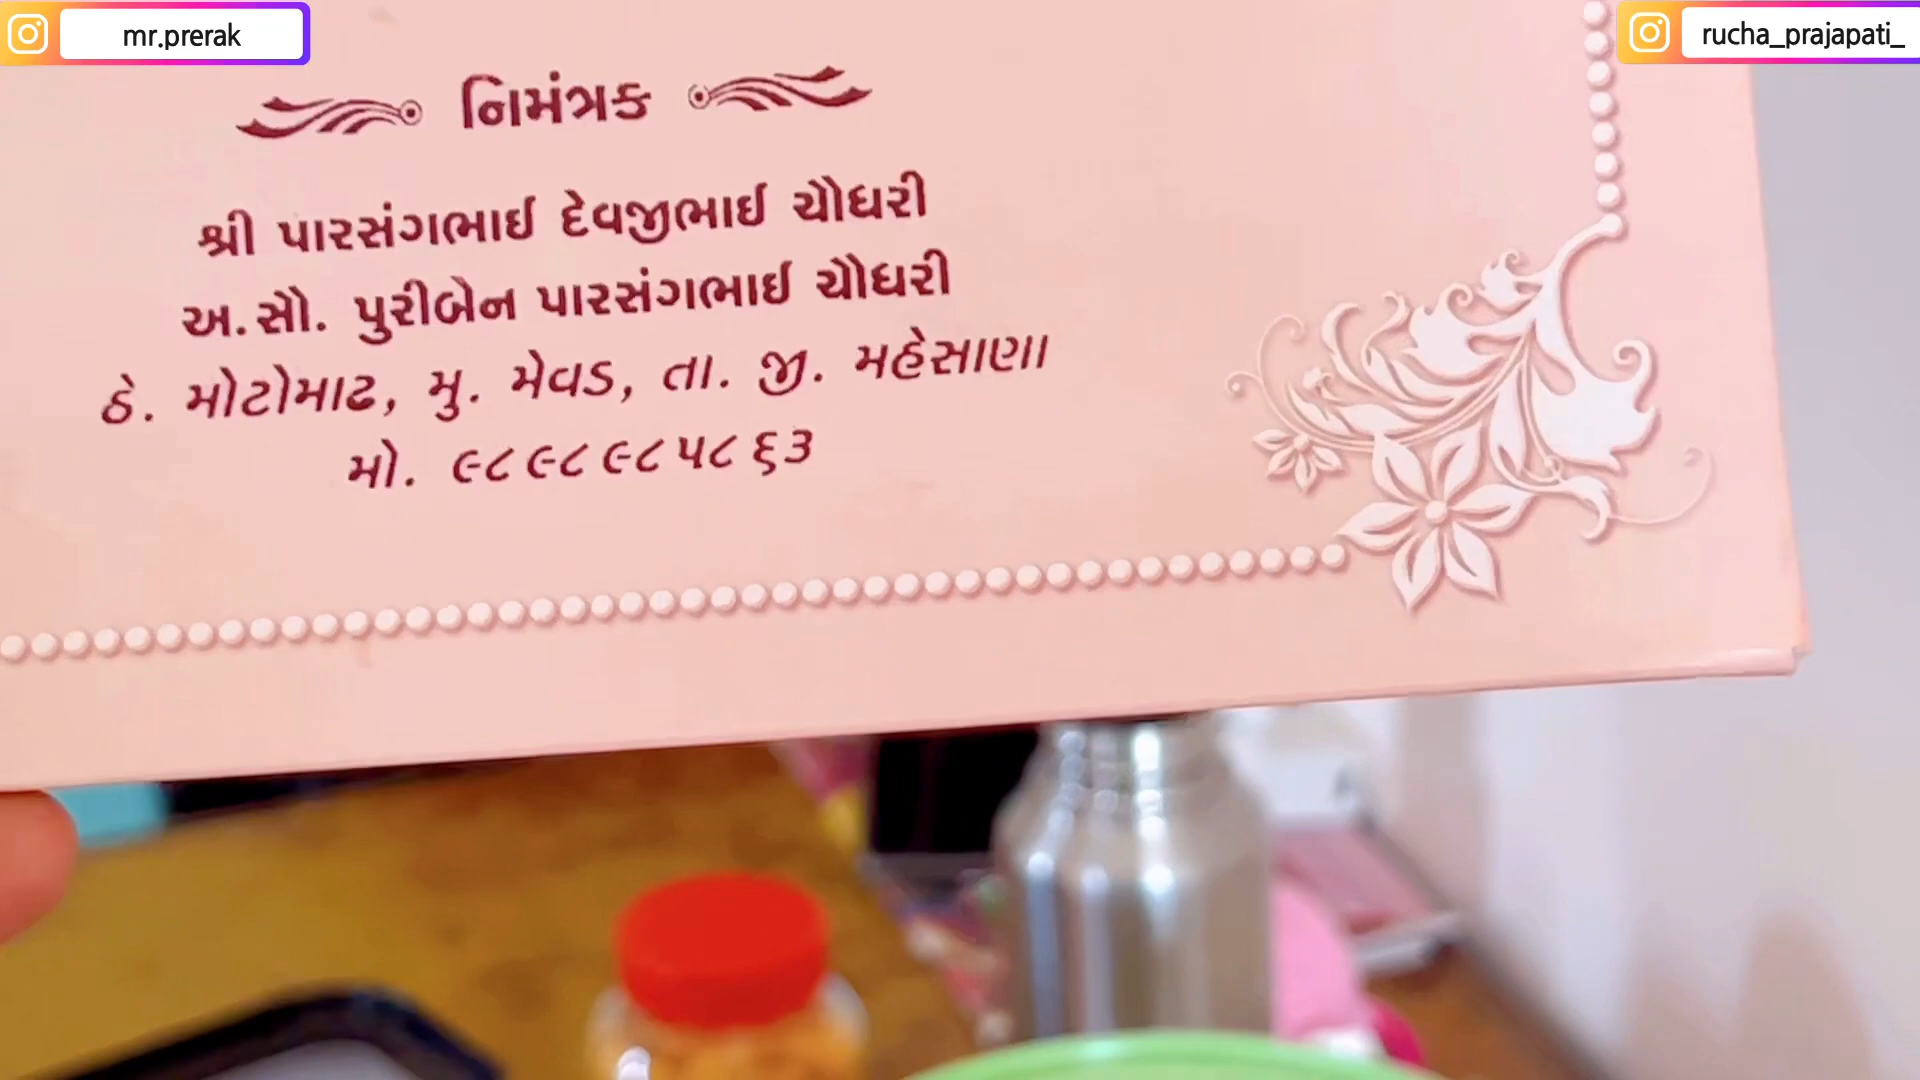 mr.prerak
rucha_prajapati_
નિમંત્રક
શ્રી પારસંગભાઈ દેવજીભાઈ ચૌધરી
અ.સૌ. પુરીબેન પારસંગભાઈ ચૌધરી
ઠે. મોટોમાઢ, મુ. મેવડ, તા. જી. મહેસાણા
મો. ૯૮૯૮૯૮૫૮૬૩